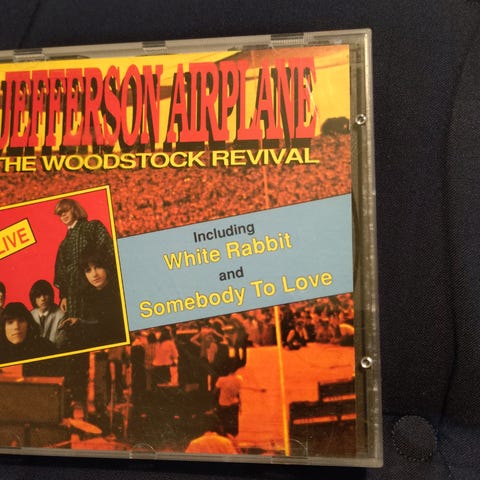 JEFFERSON AIRPLANE
THE WOODSTOCK REVIVAL
LIVE
Including
White Rabbit
and
Somebody To Love